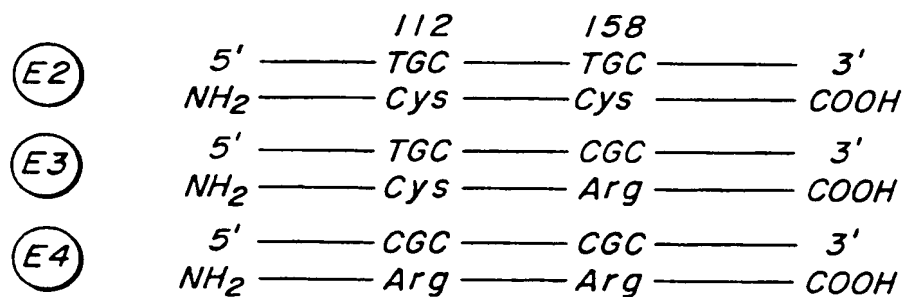 112 158
E2
5' TGC TGC 3'
NH2 Cys Cys COOH
E3
5' TGC CGC 3'
NH2 Cys Arg COOH
E4
5' CGC CGC 3'
NH2 Arg Arg COOH